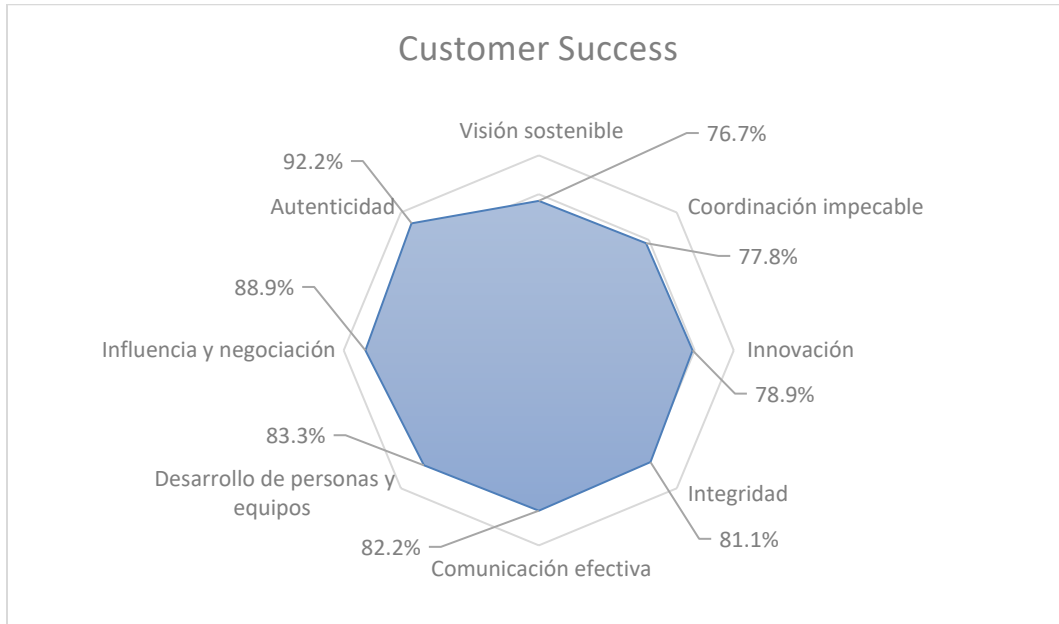 Customer Success
Visión sostenible
76.7%
92.2%
Autenticidad
Coordinación impecable
77.8%
88.9%
Influencia y negociación
Innovación
78.9%
83.3%
Desarrollo de personas y
equipos
Integridad
81.1%
82.2%
Comunicación efectiva